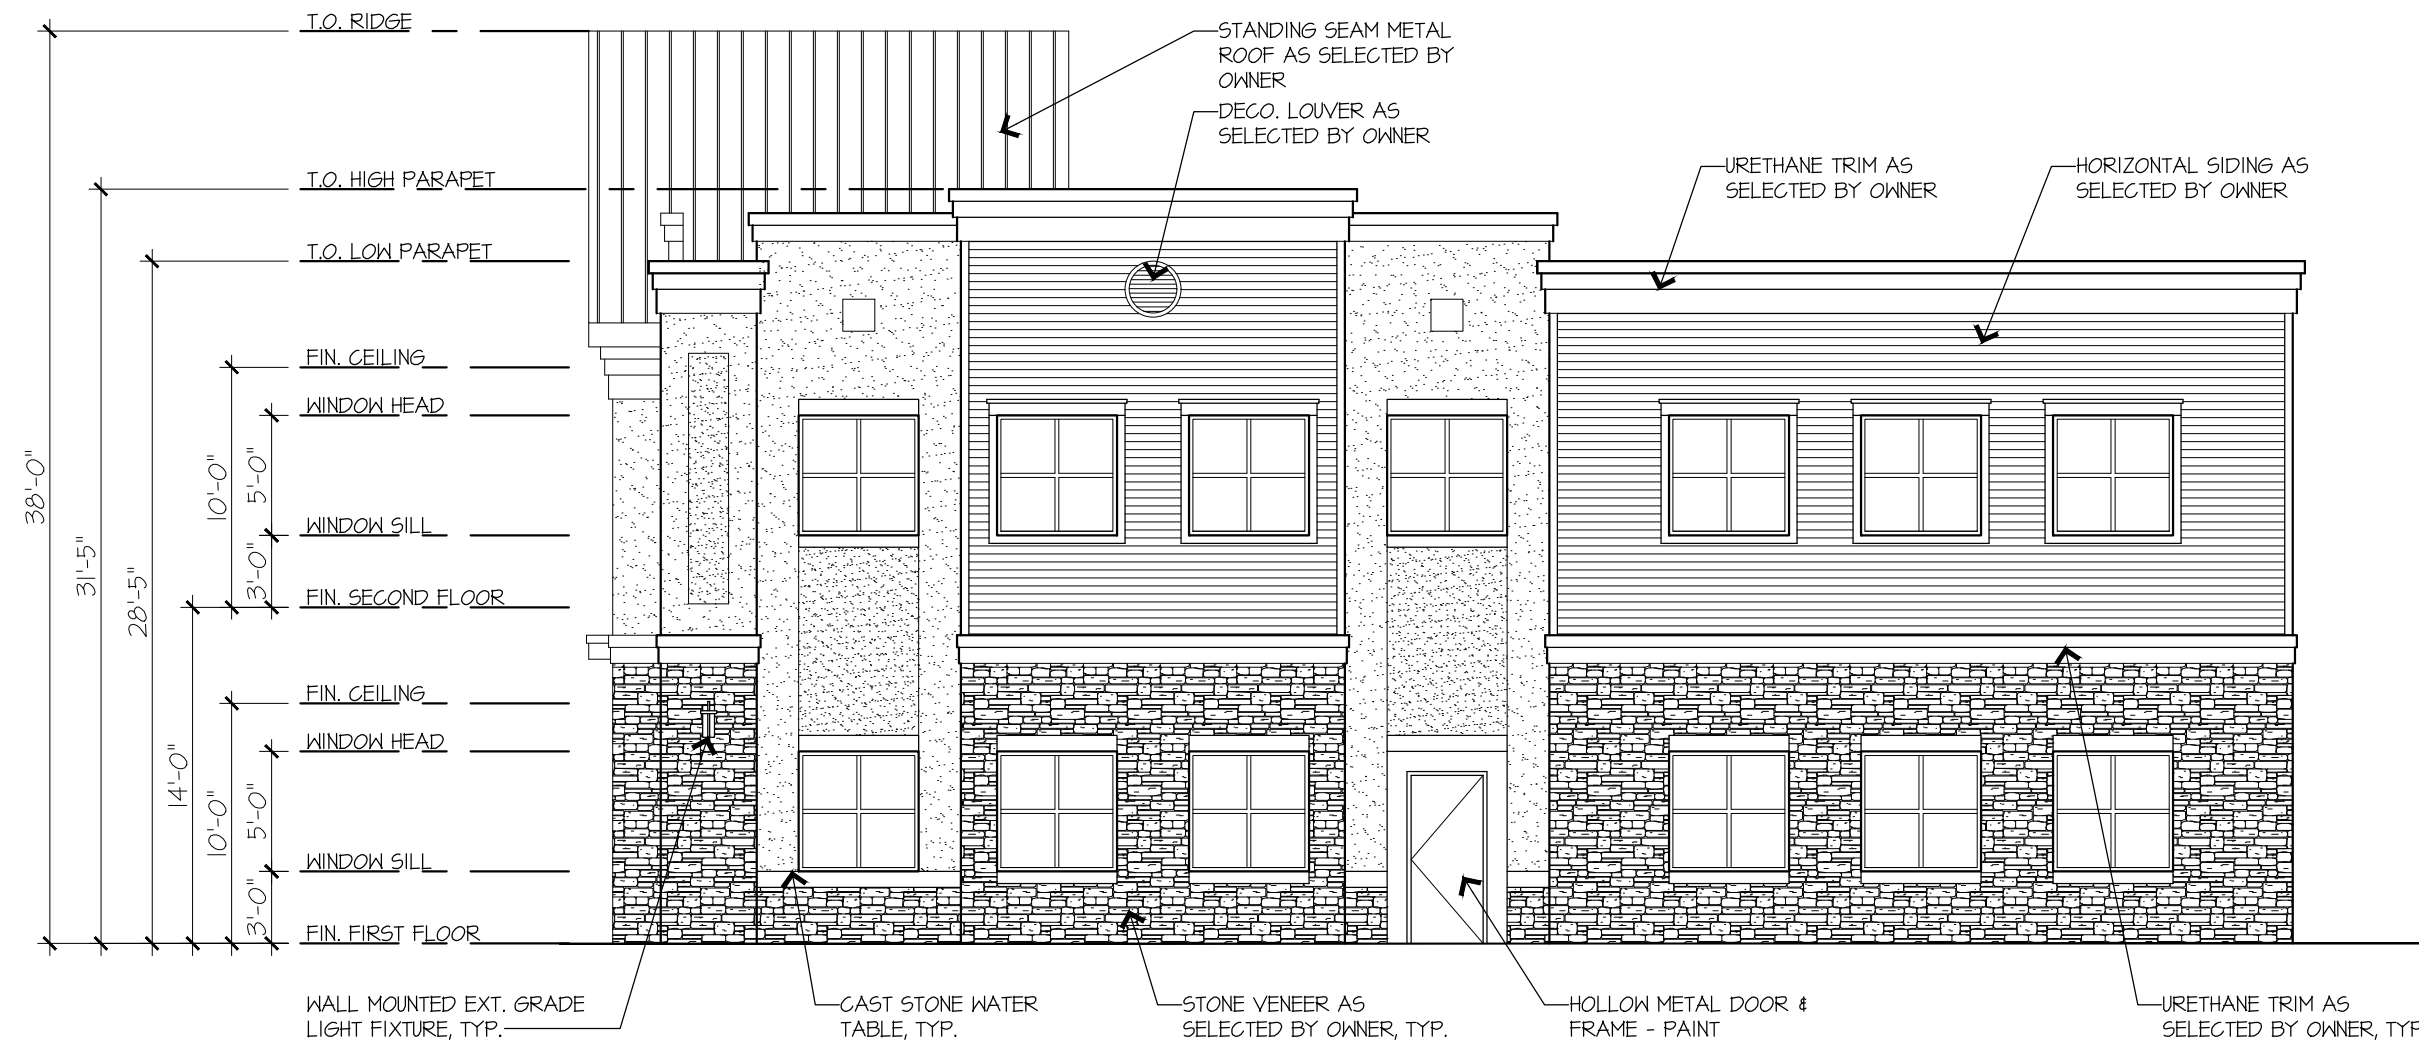 T.O. RIDGE
STANDING SEAM METAL
ROOF AS SELECTED BY
OWNER
DECO. LOUVER AS
SELECTED BY OWNER
URETHANE TRIM AS
SELECTED BY OWNER
HORIZONTAL SIDING AS
SELECTED BY OWNER
T.O. HIGH PARAPET
T.O. LOW PARAPET
FIN. CEILING
WINDOW HEAD
WINDOW SILL
FIN. SECOND FLOOR
FIN. CEILING
WINDOW HEAD
WINDOW SILL
FIN. FIRST FLOOR
38'-0"
31'-5"
28'-5"
14'-0"
10'-0"
10'-0"
5'-0"
3'-0"
5'-0"
3'-0"
WALL MOUNTED EXT. GRADE
LIGHT FIXTURE, TYP.
CAST STONE WATER
TABLE, TYP.
STONE VENEER AS
SELECTED BY OWNER, TYP.
HOLLOW METAL DOOR &
FRAME - PAINT
URETHANE TRIM AS
SELECTED BY OWNER, TYP